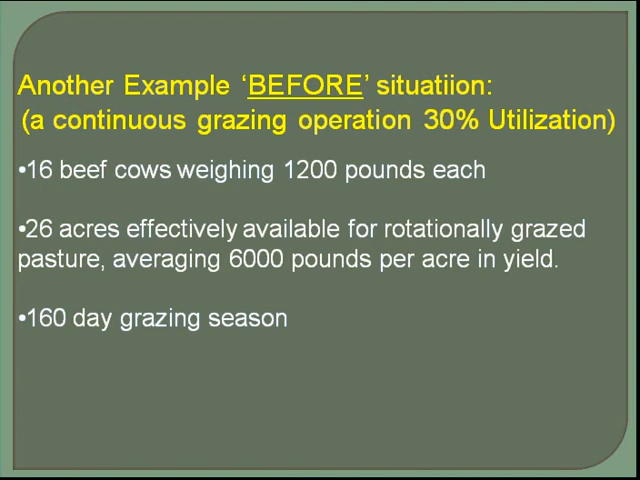 Another Example ‘BEFORE’ situatiion:
(a continuous grazing operation 30% Utilization)
•16 beef cows weighing 1200 pounds each
•26 acres effectively available for rotationally grazed
pasture, averaging 6000 pounds per acre in yield.
•160 day grazing season